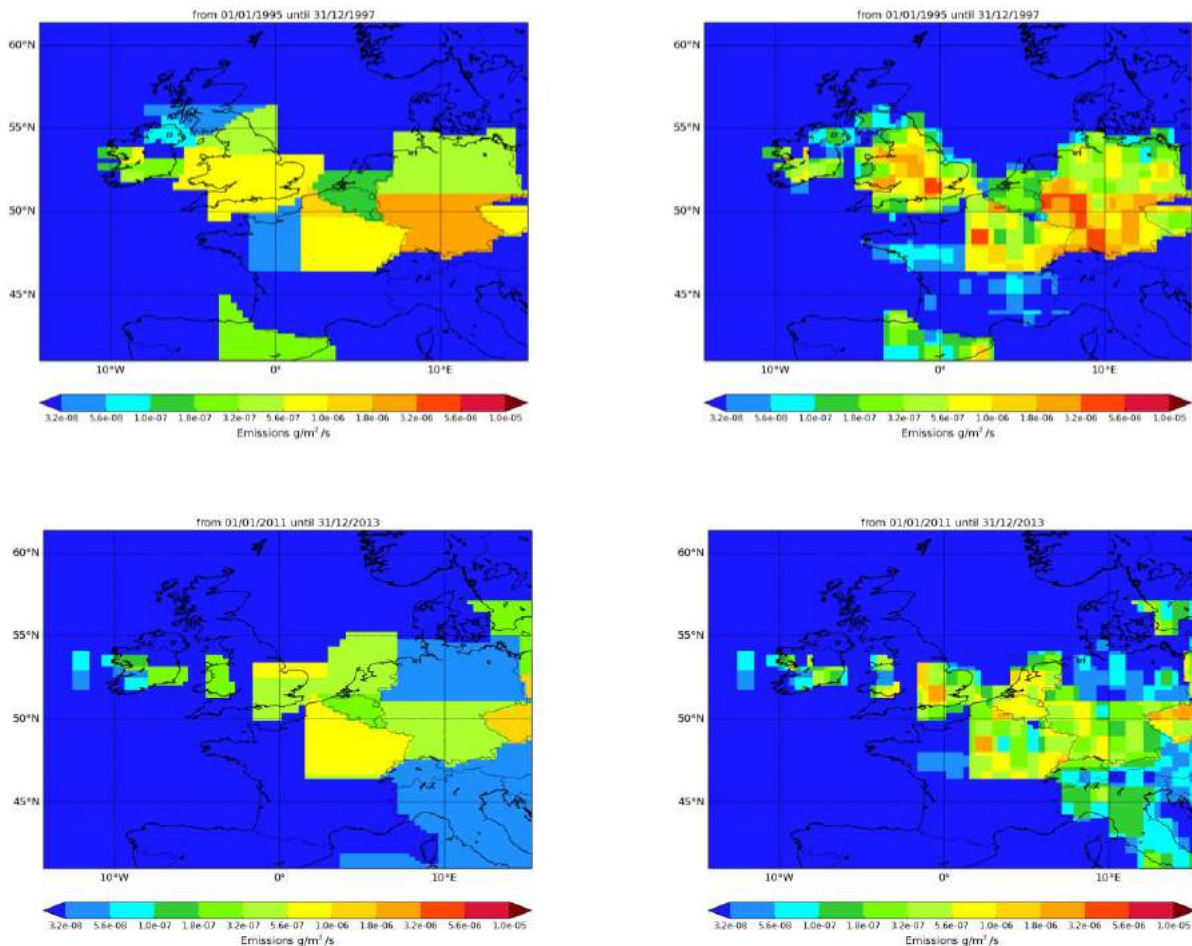 from 01/01/1995 until 31/12/1997
60°N
55°N
50°N
45°N
10°W 0° 10°E
3.2e-08 5.6e-08 1.0e-07 1.8e-07 3.2e-07 5.6e-07 1.0e-06 1.8e-06 3.2e-06 5.6e-06 1.0e-05
Emissions g/m²/s
from 01/01/1995 until 31/12/1997
60°N
55°N
50°N
45°N
10°W 0° 10°E
3.2e-08 5.6e-08 1.0e-07 1.8e-07 3.2e-07 5.6e-07 1.0e-06 1.8e-06 3.2e-06 5.6e-06 1.0e-05
Emissions g/m²/s
from 01/01/2011 until 31/12/2013
60°N
55°N
50°N
45°N
10°W 0° 10°E
3.2e-08 5.6e-08 1.0e-07 1.8e-07 3.2e-07 5.6e-07 1.0e-06 1.8e-06 3.2e-06 5.6e-06 1.0e-05
Emissions g/m²/s
from 01/01/2011 until 31/12/2013
60°N
55°N
50°N
45°N
10°W 0° 10°E
3.2e-08 5.6e-08 1.0e-07 1.8e-07 3.2e-07 5.6e-07 1.0e-06 1.8e-06 3.2e-06 5.6e-06 1.0e-05
Emissions g/m²/s